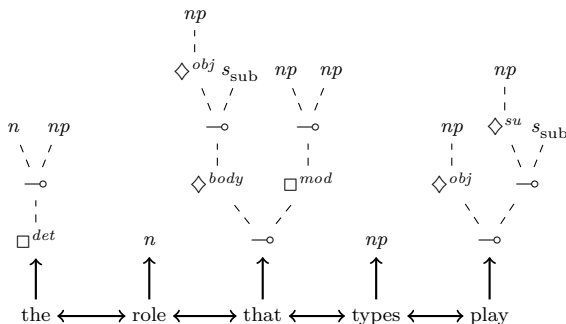 np
◇obj s_sub np np np
n np ⊸ ⊸ np ◇su s_sub
⊸ ◇body □mod ◇obj ⊸
□det n ⊸ np ⊸
the role that types play